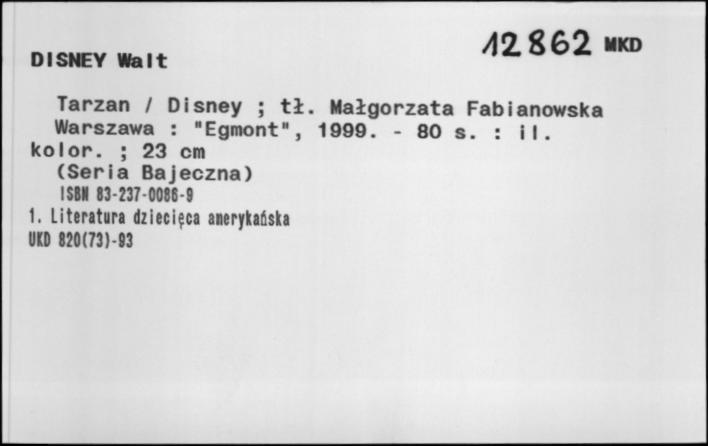 12862 MKD
DISNEY Walt
Tarzan / Disney ; tł. Małgorzata Fabianowska
Warszawa : "Egmont", 1999. - 80 s. : il.
kolor. ; 23 cm
(Seria Bajeczna)
ISBN 83-237-0086-9
1. Literatura dziecięca anerykańska
UKD 820(73)-93